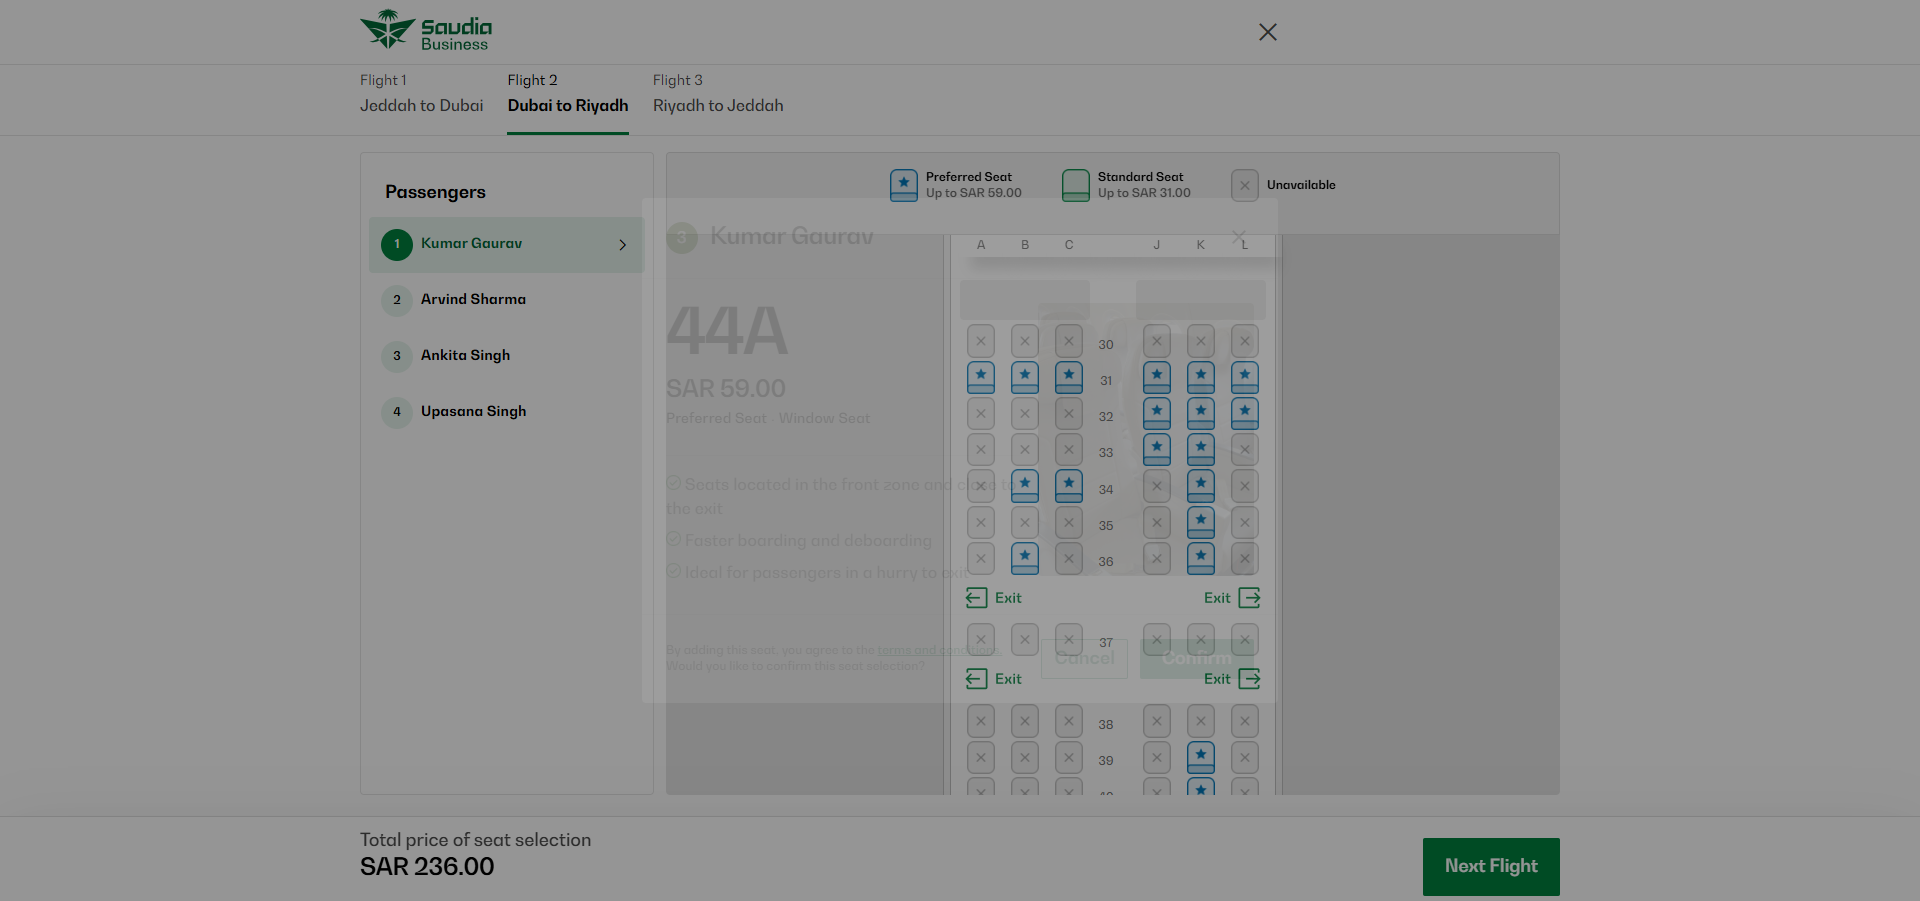 Saudia
Business
Flight 1
Jeddah to Dubai
Flight 2
Dubai to Riyadh
Flight 3
Riyadh to Jeddah
Passengers
1 Kumar Gaurav
2 Arvind Sharma
3 Ankita Singh
4 Upasana Singh
Preferred Seat
Up to SAR 59.00
Standard Seat
Up to SAR 31.00
Unavailable
3 Kumar Gaurav
44A
SAR 59.00
Preferred Seat - Window Seat
Seats located in the front zone and close to
the exit
Faster boarding and deboarding
Ideal for passengers in a hurry to exit
By adding this seat, you agree to the terms and conditions.
Would you like to confirm this seat selection?
Cancel
Confirm
A B C J K L
30
31
32
33
34
35
36
Exit Exit
37
Exit Exit
38
39
Total price of seat selection
SAR 236.00
Next Flight